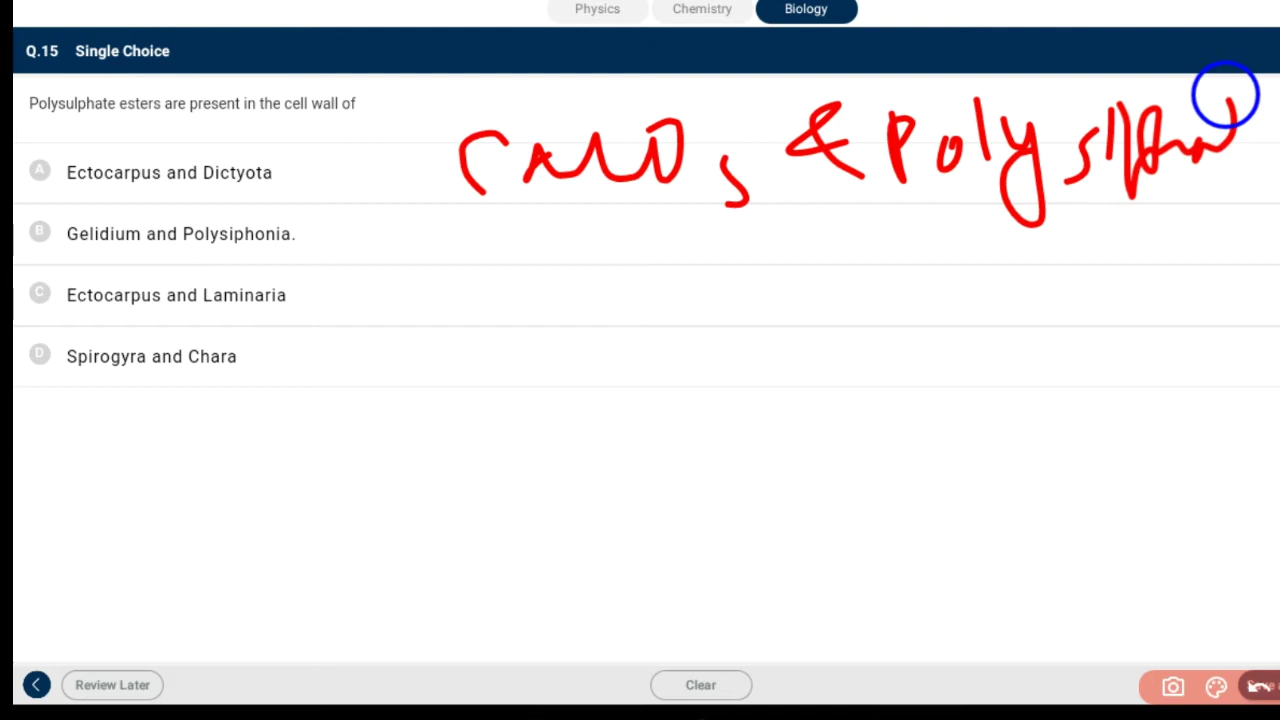 Physics Chemistry Biology
Q.15 Single Choice
Polysulphate esters are present in the cell wall of
A Ectocarpus and Dictyota
B Gelidium and Polysiphonia.
C Ectocarpus and Laminaria
D Spirogyra and Chara
Review Later Clear